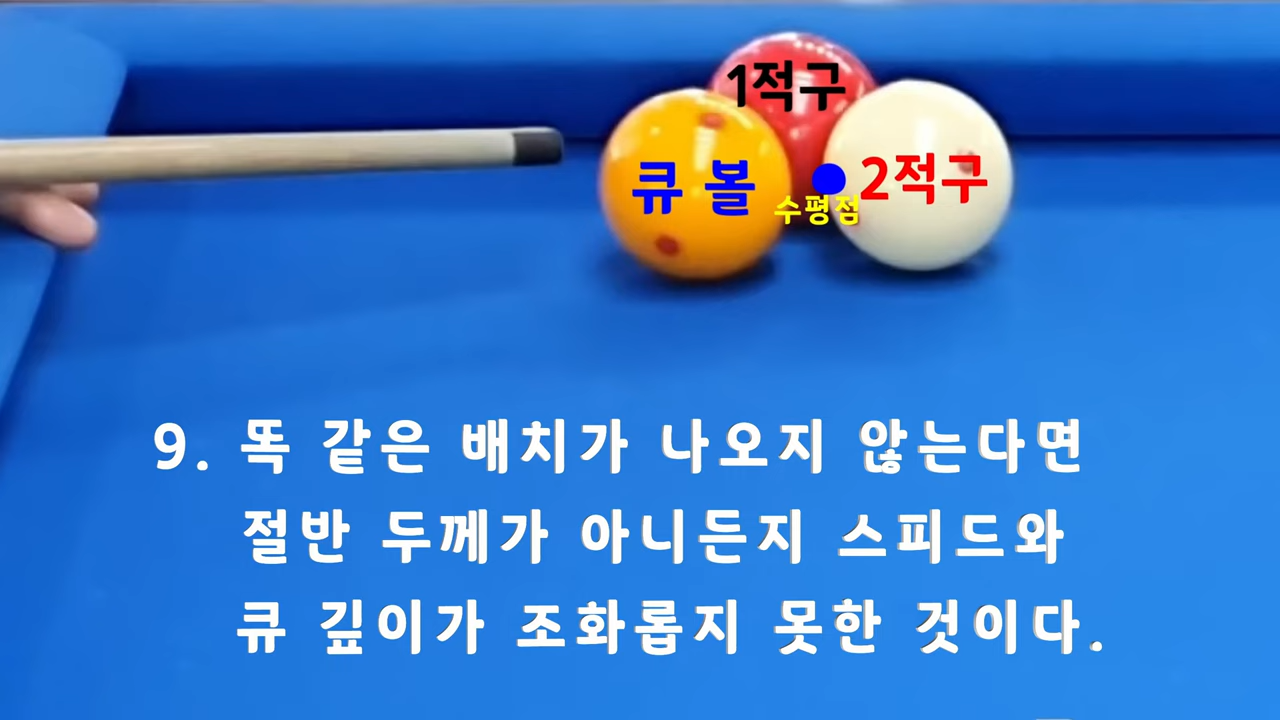 1적구
큐 볼
2적구
수평점
9. 똑 같은 배치가 나오지 않는다면
절반 두께가 아니든지 스피드와
큐 깊이가 조화롭지 못한 것이다.